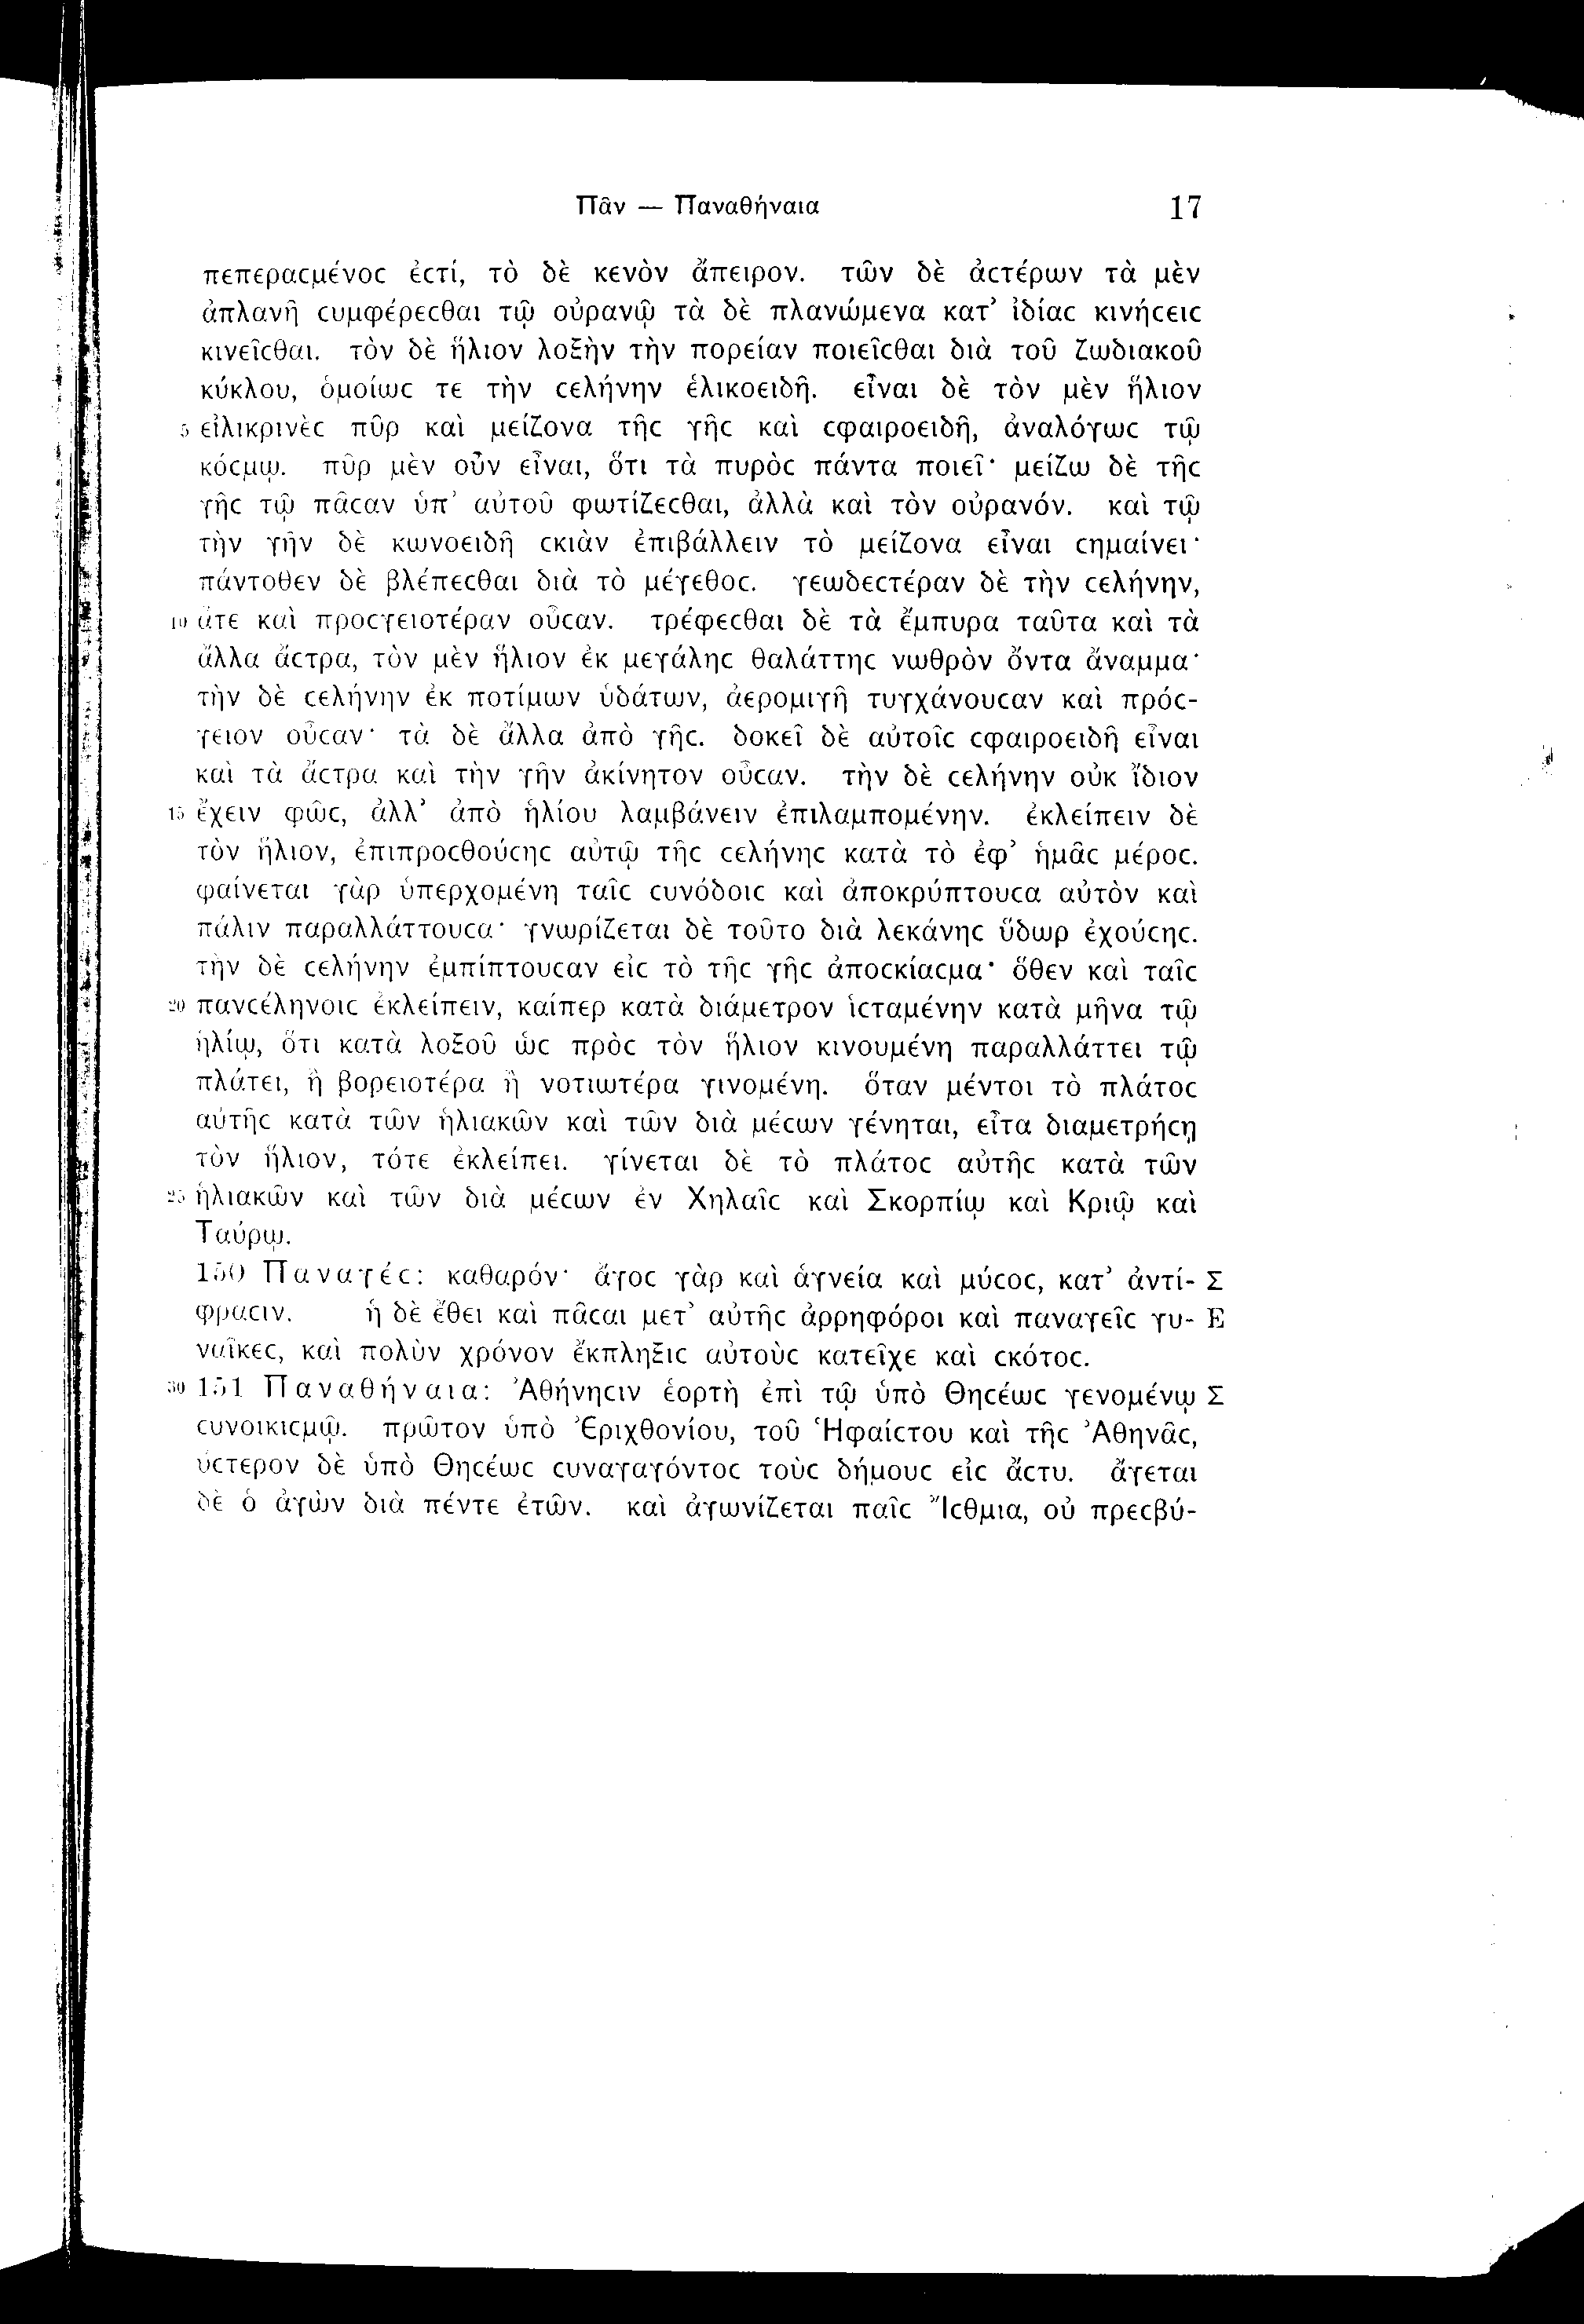 Πᾶν — Παναθήναια 17
πεπεραϲμένοϲ ἐϲτί, τὸ δὲ κενὸν ἄπειρον. τῶν δὲ ἀϲτέρων τὰ μὲν
ἀπλανῆ ϲυμφέρεϲθαι τῷ οὐρανῷ τὰ δὲ πλανώμενα κατ’ ἰδίαϲ κινήϲειϲ
κινεῖϲθαι. τὸν δὲ ἥλιον λοξὴν τὴν πορείαν ποιεῖϲθαι διὰ τοῦ ζωδιακοῦ
κύκλου, ὁμοίωϲ τε τὴν ϲελήνην ἑλικοειδῆ. εἶναι δὲ τὸν μὲν ἥλιον
5 εἰλικρινὲϲ πῦρ καὶ μείζονα τῆϲ γῆϲ καὶ ϲφαιροειδῆ, ἀναλόγωϲ τῷ
κόϲμῳ. πῦρ μὲν οὖν εἶναι, ὅτι τὰ πυρὸϲ πάντα ποιεῖ· μείζω δὲ τῆϲ
γῆϲ τῷ πᾶϲαν ὑπ’ αὐτοῦ φωτίζεϲθαι, ἀλλὰ καὶ τὸν οὐρανόν. καὶ τῷ
τὴν γῆν δὲ κωνοειδῆ ϲκιὰν ἐπιβάλλειν τὸ μείζονα εἶναι ϲημαίνει·
πάντοθεν δὲ βλέπεϲθαι διὰ τὸ μέγεθοϲ. γεωδεϲτέραν δὲ τὴν ϲελήνην,
10 ἅτε καὶ προϲγειοτέραν οὖϲαν. τρέφεϲθαι δὲ τὰ ἔμπυρα ταῦτα καὶ τὰ
ἄλλα ἄϲτρα, τὸν μὲν ἥλιον ἐκ μεγάληϲ θαλάττηϲ νωθρὸν ὄντα ἄναμμα·
τὴν δὲ ϲελήνην ἐκ ποτίμων ὑδάτων, ἀερομιγῆ τυγχάνουϲαν καὶ πρόϲ-
γειον οὖϲαν· τὰ δὲ ἄλλα ἀπὸ γῆϲ. δοκεῖ δὲ αὐτοῖϲ ϲφαιροειδῆ εἶναι
καὶ τὰ ἄϲτρα καὶ τὴν γῆν ἀκίνητον οὖϲαν. τὴν δὲ ϲελήνην οὐκ ἴδιον
15 ἔχειν φῶϲ, ἀλλ’ ἀπὸ ἡλίου λαμβάνειν ἐπιλαμπομένην. ἐκλείπειν δὲ
τὸν ἥλιον, ἐπιπροϲθούϲηϲ αὐτῷ τῆϲ ϲελήνηϲ κατὰ τὸ ἐφ’ ἡμᾶϲ μέροϲ.
φαίνεται γὰρ ὑπερχομένη ταῖϲ ϲυνόδοιϲ καὶ ἀποκρύπτουϲα αὐτὸν καὶ
πάλιν παραλλάττουϲα· γνωρίζεται δὲ τοῦτο διὰ λεκάνηϲ ὕδωρ ἐχούϲηϲ.
τὴν δὲ ϲελήνην ἐμπίπτουϲαν εἰϲ τὸ τῆϲ γῆϲ ἀποϲκίαϲμα· ὅθεν καὶ ταῖϲ
20 πανϲέληνοιϲ ἐκλείπειν, καίπερ κατὰ διάμετρον ἱϲταμένην κατὰ μῆνα τῷ
ἡλίῳ, ὅτι κατὰ λοξοῦ ὡϲ πρὸϲ τὸν ἥλιον κινουμένη παραλλάττει τῷ
πλάτει, ἢ βορειοτέρα ἢ νοτιωτέρα γινομένη. ὅταν μέντοι τὸ πλάτοϲ
αὐτῆϲ κατὰ τῶν ἡλιακῶν καὶ τῶν διὰ μέϲων γένηται, εἶτα διαμετρήϲῃ
τὸν ἥλιον, τότε ἐκλείπει. γίνεται δὲ τὸ πλάτοϲ αὐτῆϲ κατὰ τῶν
25 ἡλιακῶν καὶ τῶν διὰ μέϲων ἐν Χηλαῖϲ καὶ Σκορπίῳ καὶ Κριῷ καὶ
Ταύρῳ.
150 Παναγέϲ: καθαρόν· ἄγοϲ γὰρ καὶ ἁγνεία καὶ μύϲοϲ, κατ’ ἀντί- Σ
φραϲιν. ἡ δὲ ἔθει καὶ πᾶϲαι μετ’ αὐτῆϲ ἀρρηφόροι καὶ παναγεῖϲ γυ- E
ναῖκεϲ, καὶ πολὺν χρόνον ἔκπληξιϲ αὐτοὺϲ κατεῖχε καὶ ϲκότοϲ.
30 151 Παναθήναια: Ἀθήνηϲιν ἑορτὴ ἐπὶ τῷ ὑπὸ Θηϲέωϲ γενομένῳ Σ
ϲυνοικιϲμῷ. πρῶτον ὑπὸ Ἐριχθονίου, τοῦ Ἡφαίϲτου καὶ τῆϲ Ἀθηνᾶϲ,
ὕϲτερον δὲ ὑπὸ Θηϲέωϲ ϲυναγαγόντοϲ τοὺϲ δήμουϲ εἰϲ ἄϲτυ. ἄγεται
δὲ ὁ ἀγὼν διὰ πέντε ἐτῶν. καὶ ἀγωνίζεται παῖϲ Ἴϲθμια, οὐ πρεϲβύ-